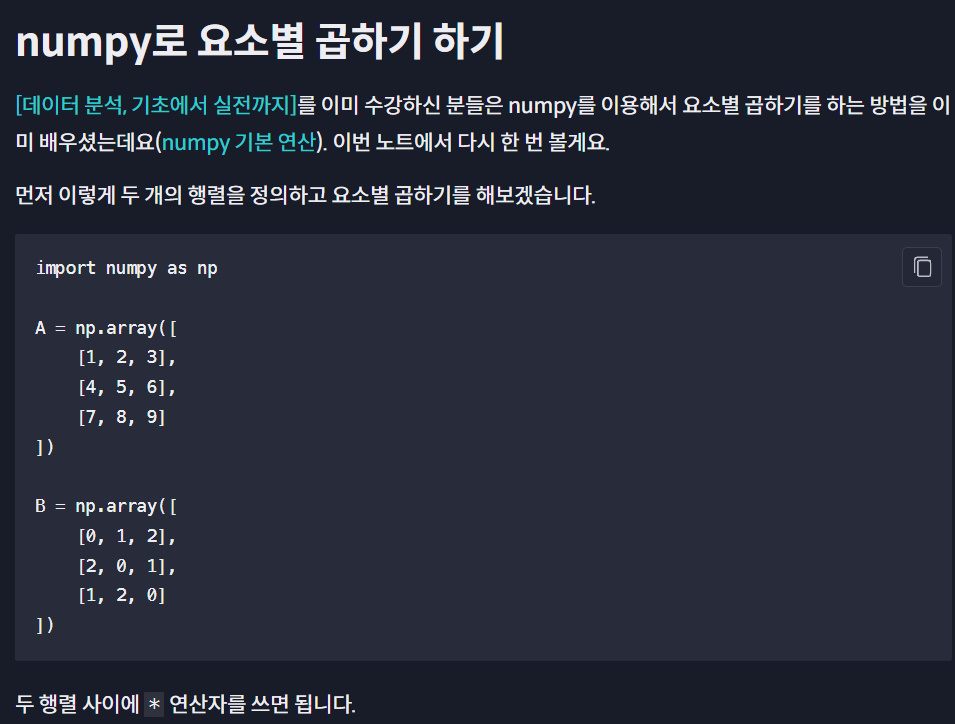 numpy로 요소별 곱하기 하기
[데이터 분석, 기초에서 실전까지]를 이미 수강하신 분들은 numpy를 이용해서 요소별 곱하기를 하는 방법을 이
미 배우셨는데요(numpy 기본 연산). 이번 노트에서 다시 한 번 볼게요.
먼저 이렇게 두 개의 행렬을 정의하고 요소별 곱하기를 해보겠습니다.
import numpy as np
A = np.array([
    [1, 2, 3],
    [4, 5, 6],
    [7, 8, 9]
])
B = np.array([
    [0, 1, 2],
    [2, 0, 1],
    [1, 2, 0]
])
두 행렬 사이에 * 연산자를 쓰면 됩니다.